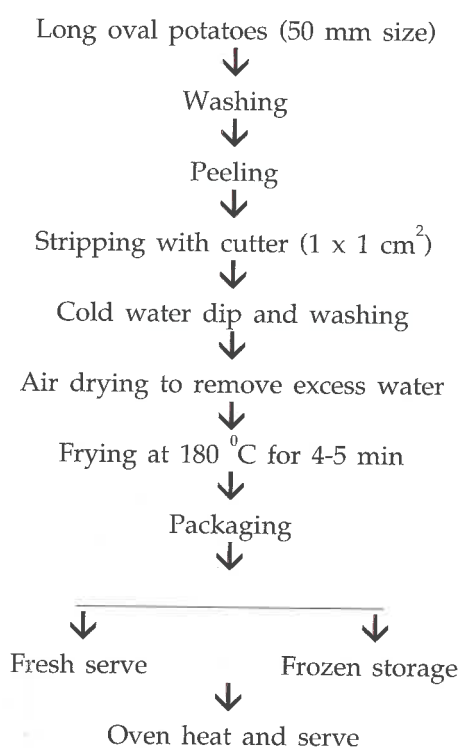 Long oval potatoes (50 mm size)
Washing
Peeling
Stripping with cutter (1 x 1 cm²)
Cold water dip and washing
Air drying to remove excess water
Frying at 180 ⁰C for 4-5 min
Packaging
Fresh serve
Frozen storage
Oven heat and serve